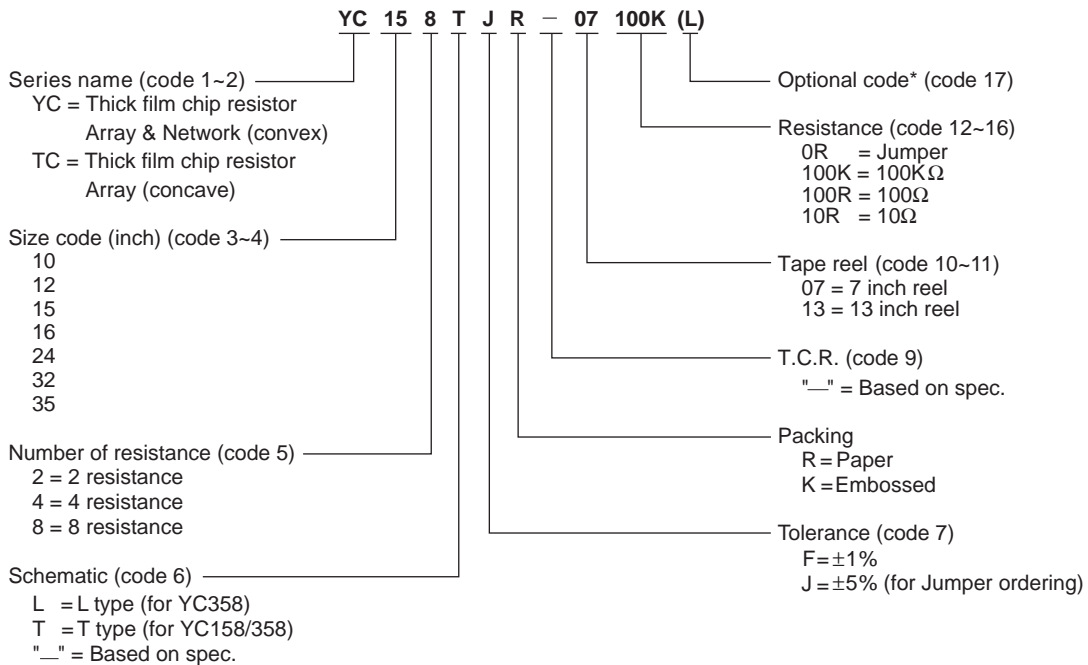 YC 15 8 T J R — 07 100K (L)
Series name (code 1~2)
YC = Thick film chip resistor
Array & Network (convex)
TC = Thick film chip resistor
Array (concave)
Size code (inch) (code 3~4)
10
12
15
16
24
32
35
Number of resistance (code 5)
2 = 2 resistance
4 = 4 resistance
8 = 8 resistance
Schematic (code 6)
L = L type (for YC358)
T = T type (for YC158/358)
"—" = Based on spec.
Optional code* (code 17)
Resistance (code 12~16)
0R = Jumper
100K = 100KΩ
100R = 100Ω
10R = 10Ω
Tape reel (code 10~11)
07 = 7 inch reel
13 = 13 inch reel
T.C.R. (code 9)
"—" = Based on spec.
Packing
R = Paper
K = Embossed
Tolerance (code 7)
F = ±1%
J = ±5% (for Jumper ordering)